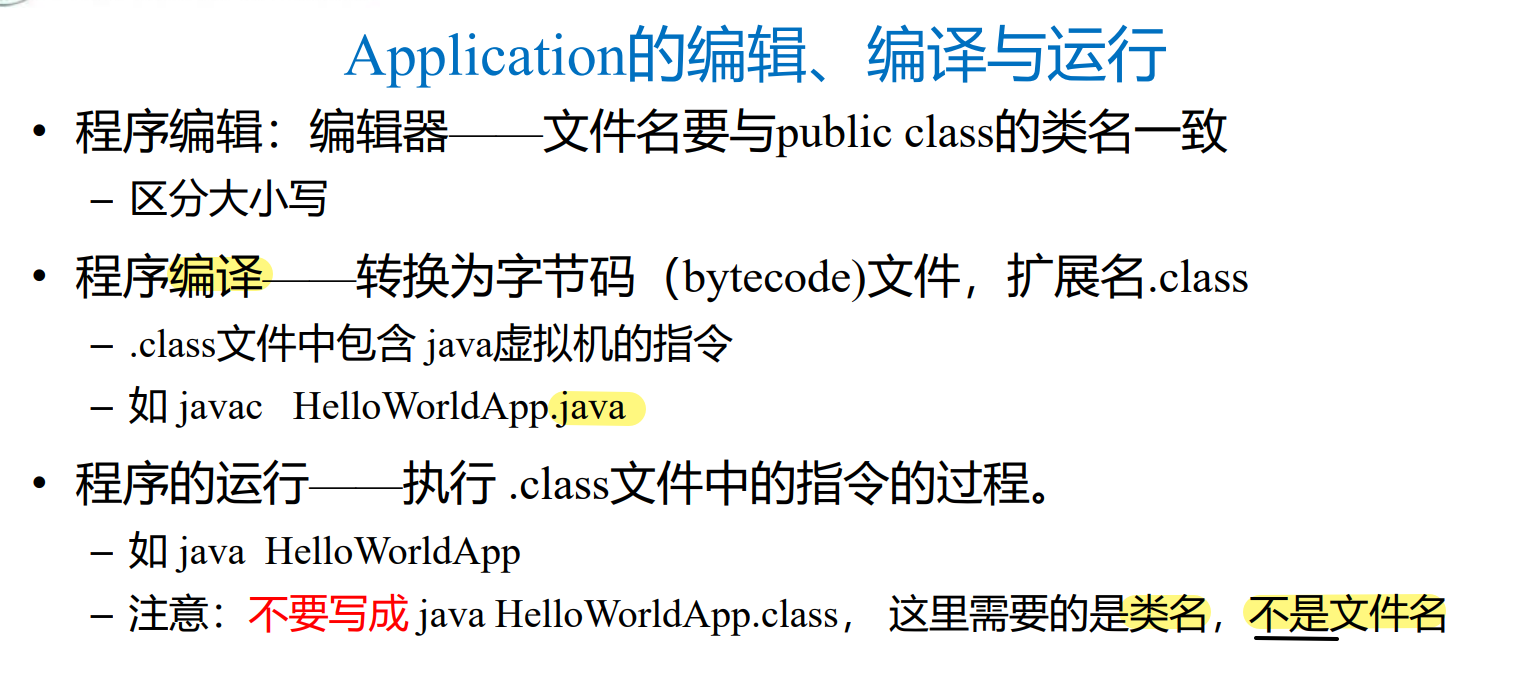 Application的编辑、编译与运行
• 程序编辑：编辑器——文件名要与public class的类名一致
– 区分大小写
• 程序编译——转换为字节码（bytecode)文件，扩展名.class
– .class文件中包含 java虚拟机的指令
– 如 javac HelloWorldApp.java
• 程序的运行——执行 .class文件中的指令的过程。
– 如 java HelloWorldApp
– 注意：不要写成 java HelloWorldApp.class， 这里需要的是类名，不是文件名